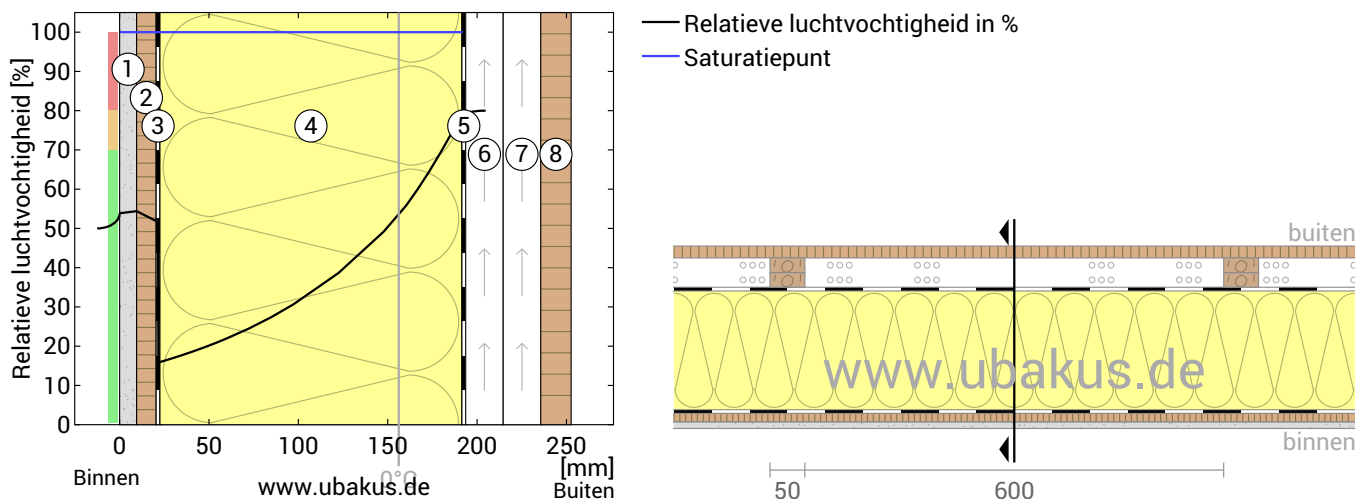 Relatieve luchtvochtigheid [%]
100
90
80
70
60
50
40
30
20
10
0
1
2
3
4
5
6
7
8
0
50
100
150
200
250
[mm]
0°C
Binnen
www.ubakus.de
Buiten
Relatieve luchtvochtigheid in %
Saturatiepunt
buiten
www.ubakus.de
binnen
50
600